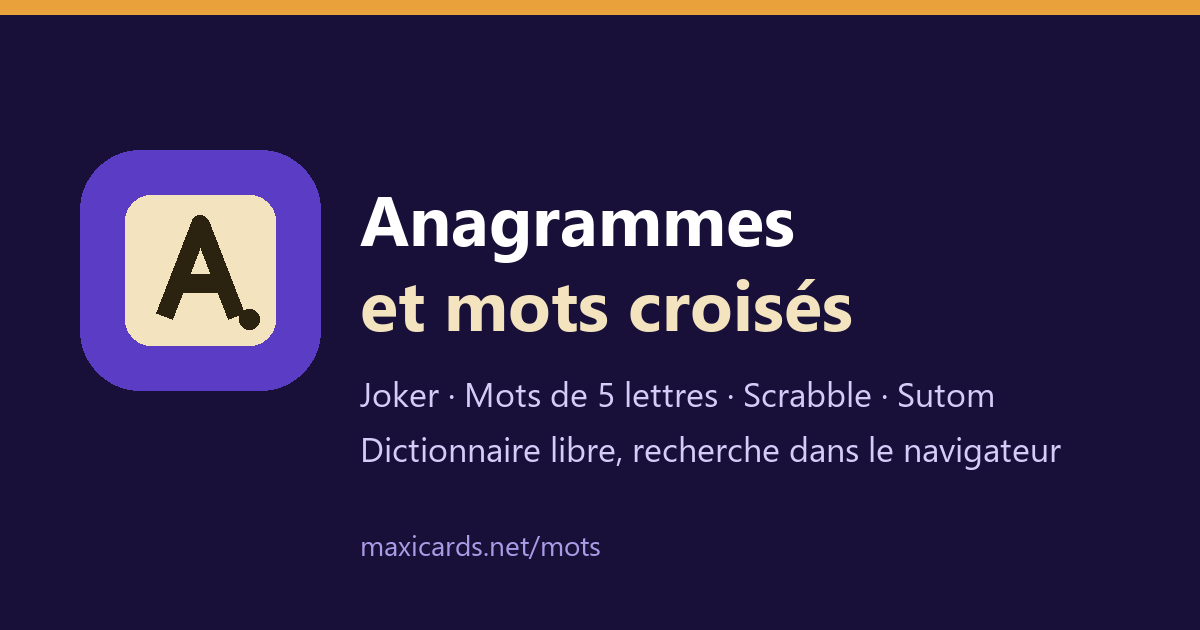 A
Anagrammes
et mots croisés
Joker · Mots de 5 lettres · Scrabble · Sutom
Dictionnaire libre, recherche dans le navigateur
maxicards.net/mots